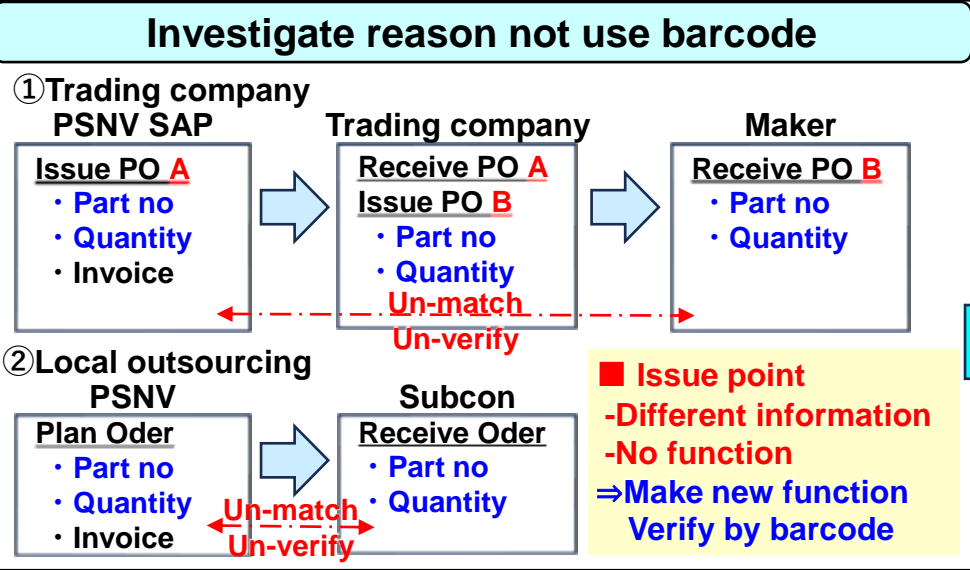 Investigate reason not use barcode
①Trading company
PSNV SAP
Issue PO A
・Part no
・Quantity
・Invoice
Trading company
Receive PO A
Issue PO B
・Part no
・Quantity
Maker
Receive PO B
・Part no
・Quantity
Un-match
Un-verify
②Local outsourcing
PSNV
Plan Oder
・Part no
・Quantity
・Invoice
Subcon
Receive Oder
・Part no
・Quantity
Un-match
Un-verify
■ Issue point
-Different information
-No function
⇒Make new function
Verify by barcode